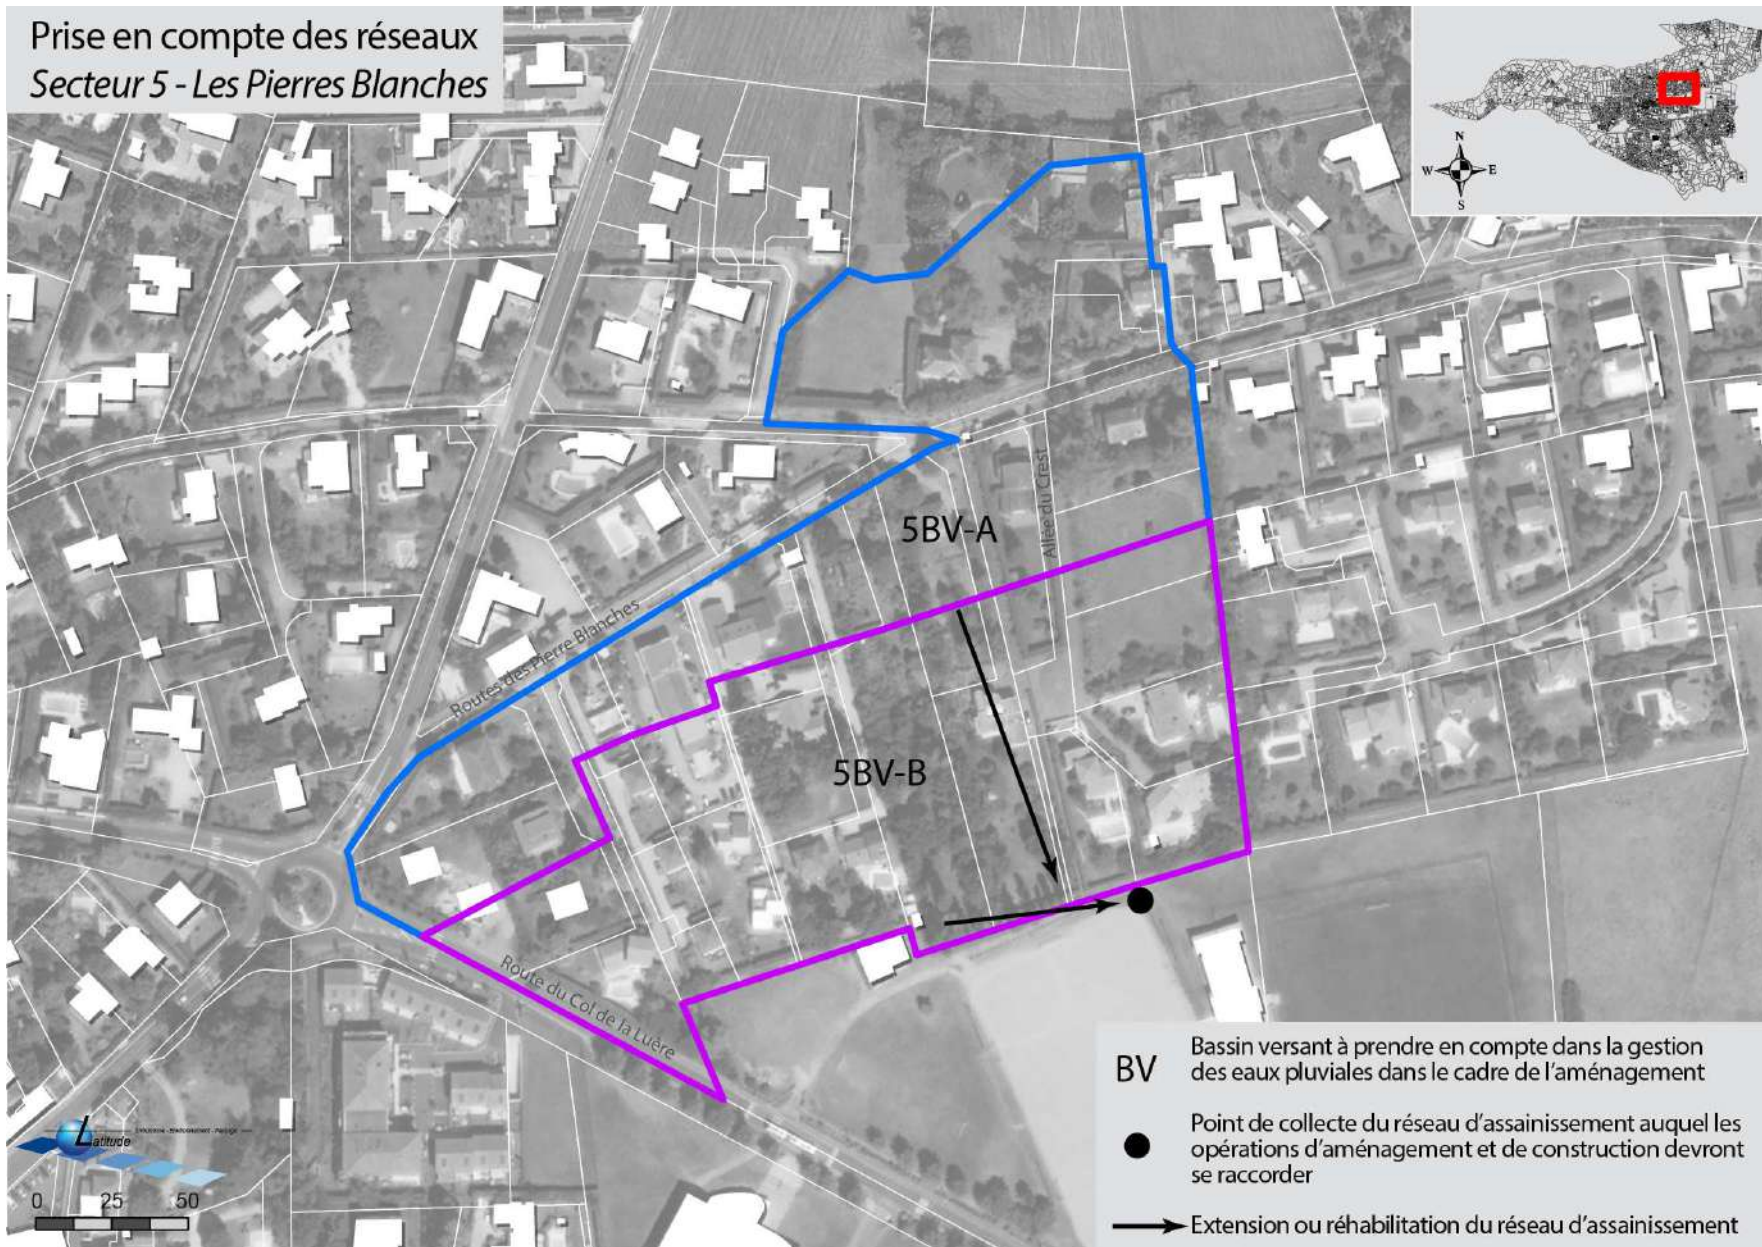 Prise en compte des réseaux
Secteur 5 - Les Pierres Blanches
N
W E
S
Allée du Crest
5BV-A
Routes des Pierre Blanches
5BV-B
Route du Col de la Luère
BV
Bassin versant à prendre en compte dans la gestion
des eaux pluviales dans le cadre de l'aménagement
Point de collecte du réseau d'assainissement auquel les
opérations d'aménagement et de construction devront
se raccorder
Extension ou réhabilitation du réseau d'assainissement
Latitude
0 25 50